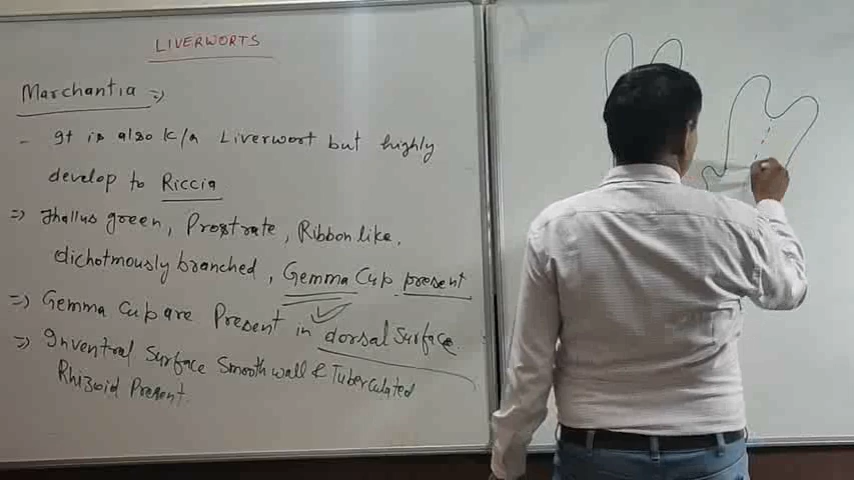 LIVERWORTS
Marchantia =>
- It is also k/a Liverwort but highly
develop to Riccia
=> Thallus green, Prostrate, Ribbon like,
dichotmously branched, Gemma Cup present
=> Gemma Cup are Present in dorsal Surface.
=> Inventral Surface Smooth wall & Tuberculated
Rhizoid Present.